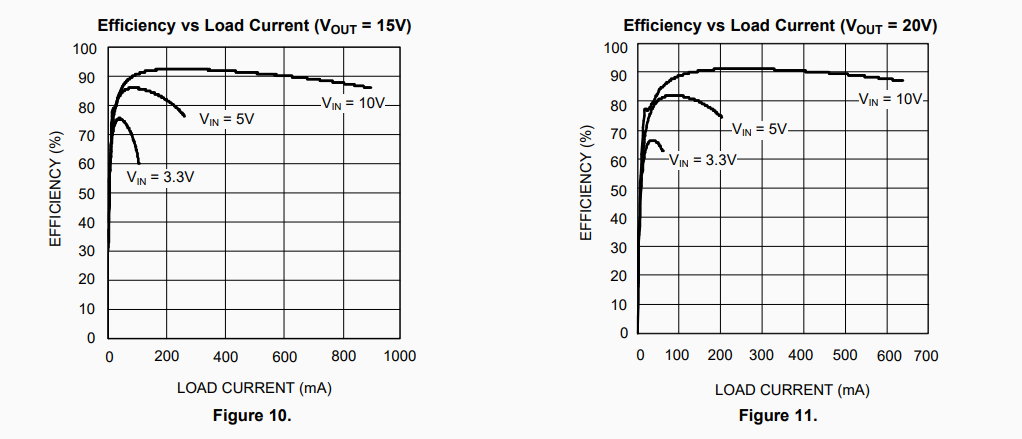 Efficiency vs Load Current (VOUT = 15V)
100
90
80
70
60
50
40
30
20
10
0
EFFICIENCY (%)
VIN = 10V
VIN = 5V
VIN = 3.3V
0 200 400 600 800 1000
LOAD CURRENT (mA)
Figure 10.
Efficiency vs Load Current (VOUT = 20V)
100
90
80
70
60
50
40
30
20
10
0
EFFICIENCY (%)
VIN = 10V
VIN = 5V
VIN = 3.3V
0 100 200 300 400 500 600 700
LOAD CURRENT (mA)
Figure 11.